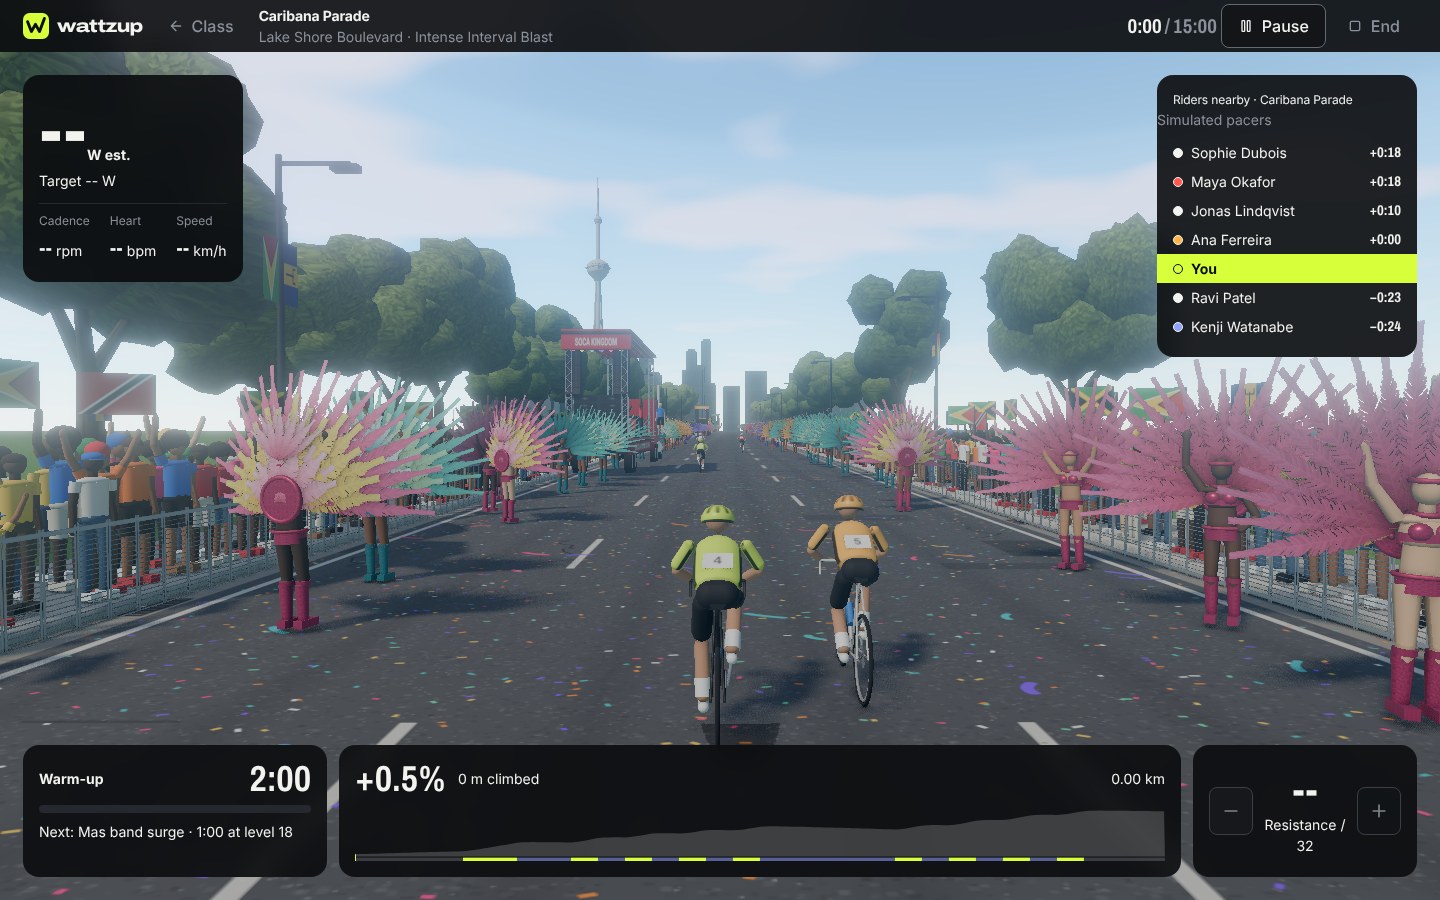 wattzup
Class
Caribana Parade
Lake Shore Boulevard · Intense Interval Blast
0:00 / 15:00
Pause
End
--
W est.
Target -- W
Cadence Heart Speed
-- rpm -- bpm -- km/h
Riders nearby · Caribana Parade
Simulated pacers
Sophie Dubois +0:18
Maya Okafor +0:18
Jonas Lindqvist +0:10
Ana Ferreira +0:00
You
Ravi Patel −0:23
Kenji Watanabe −0:24
SOCA KINGDOM
4
5
Warm-up 2:00
Next: Mas band surge · 1:00 at level 18
+0.5% 0 m climbed 0.00 km
--
Resistance /
32